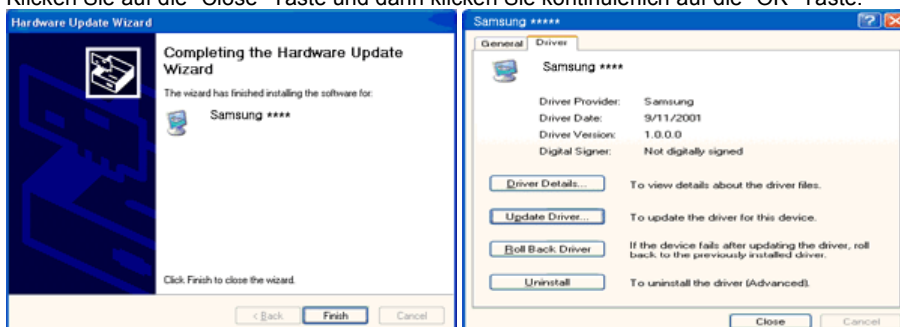 Klicken Sie auf die "Close" Taste und dann klicken Sie kontinuierlich auf die "OK" Taste.
Hardware Update Wizard
Completing the Hardware Update
Wizard
The wizard has finished installing the software for:
Samsung ****
Click Finish to close the wizard.
< Back
Finish
Cancel
Samsung *****
General
Driver
Samsung ****
Driver Provider: Samsung
Driver Date: 9/11/2001
Driver Version: 1.0.0.0
Digital Signer: Not digitally signed
Driver Details... To view details about the driver files.
Update Driver... To update the driver for this device.
Roll Back Driver If the device fails after updating the driver, roll
back to the previously installed driver.
Uninstall To uninstall the driver (Advanced).
Close
Cancel